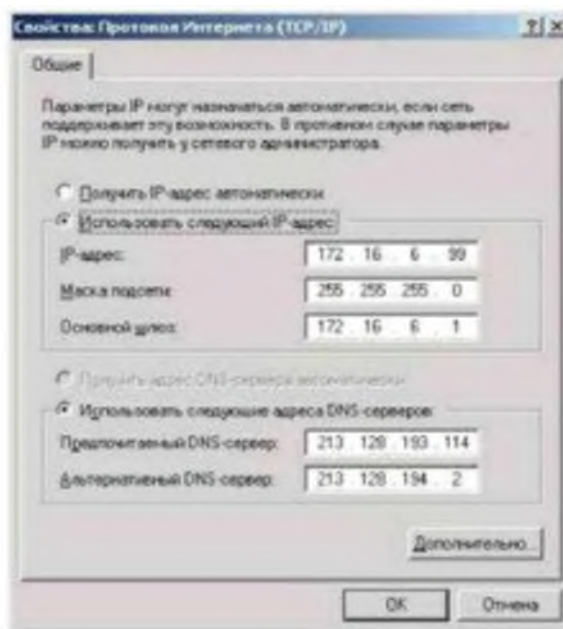 Свойства: Протокол Интернета (TCP/IP)
Общие
Параметры IP могут назначаться автоматически, если сеть
поддерживает эту возможность. В противном случае параметры
IP можно получить у сетевого администратора.
Получить IP-адрес автоматически
Использовать следующий IP-адрес:
IP-адрес: 172 . 16 . 6 . 99
Маска подсети: 255 . 255 . 255 . 0
Основной шлюз: 172 . 16 . 6 . 1
Получить адрес DNS-сервера автоматически
Использовать следующие адреса DNS-серверов:
Предпочитаемый DNS-сервер: 213 . 128 . 193 . 114
Альтернативный DNS-сервер: 213 . 128 . 194 . 2
Дополнительно...
OK
Отмена